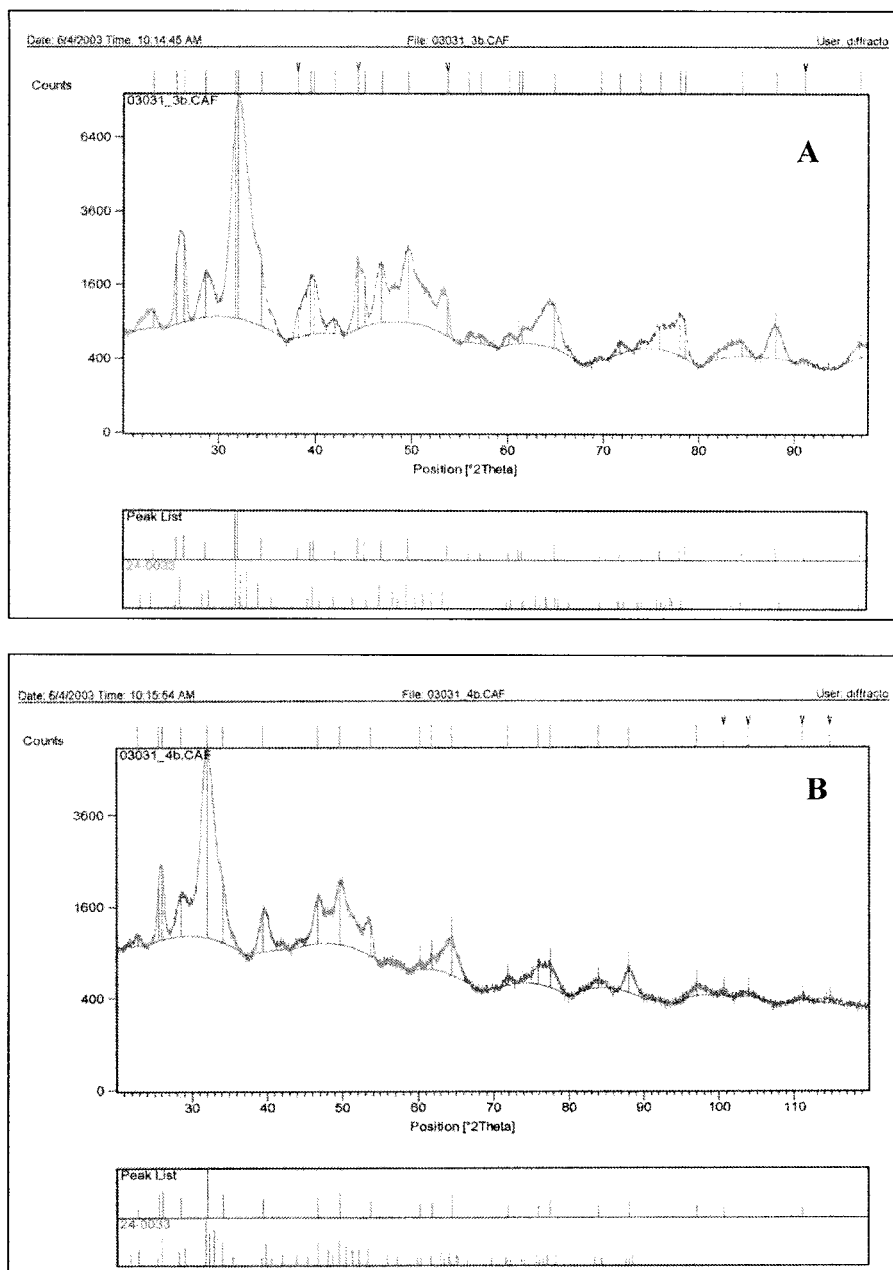 Date: 6/4/2003 Time: 10:14:45 AM File: 03031_3b.CAF User: diffracto
Counts
03031_3b.CAF
A
6400
3600
1600
400
0
30 40 50 60 70 80 90
Position [°2Theta]
Peak List
24-0033
Date: 6/4/2003 Time: 10:15:54 AM File: 03031_4b.CAF User: diffracto
Counts
03031_4b.CAF
B
3600
1600
400
0
30 40 50 60 70 80 90 100 110
Position [°2Theta]
Peak List
24-0033